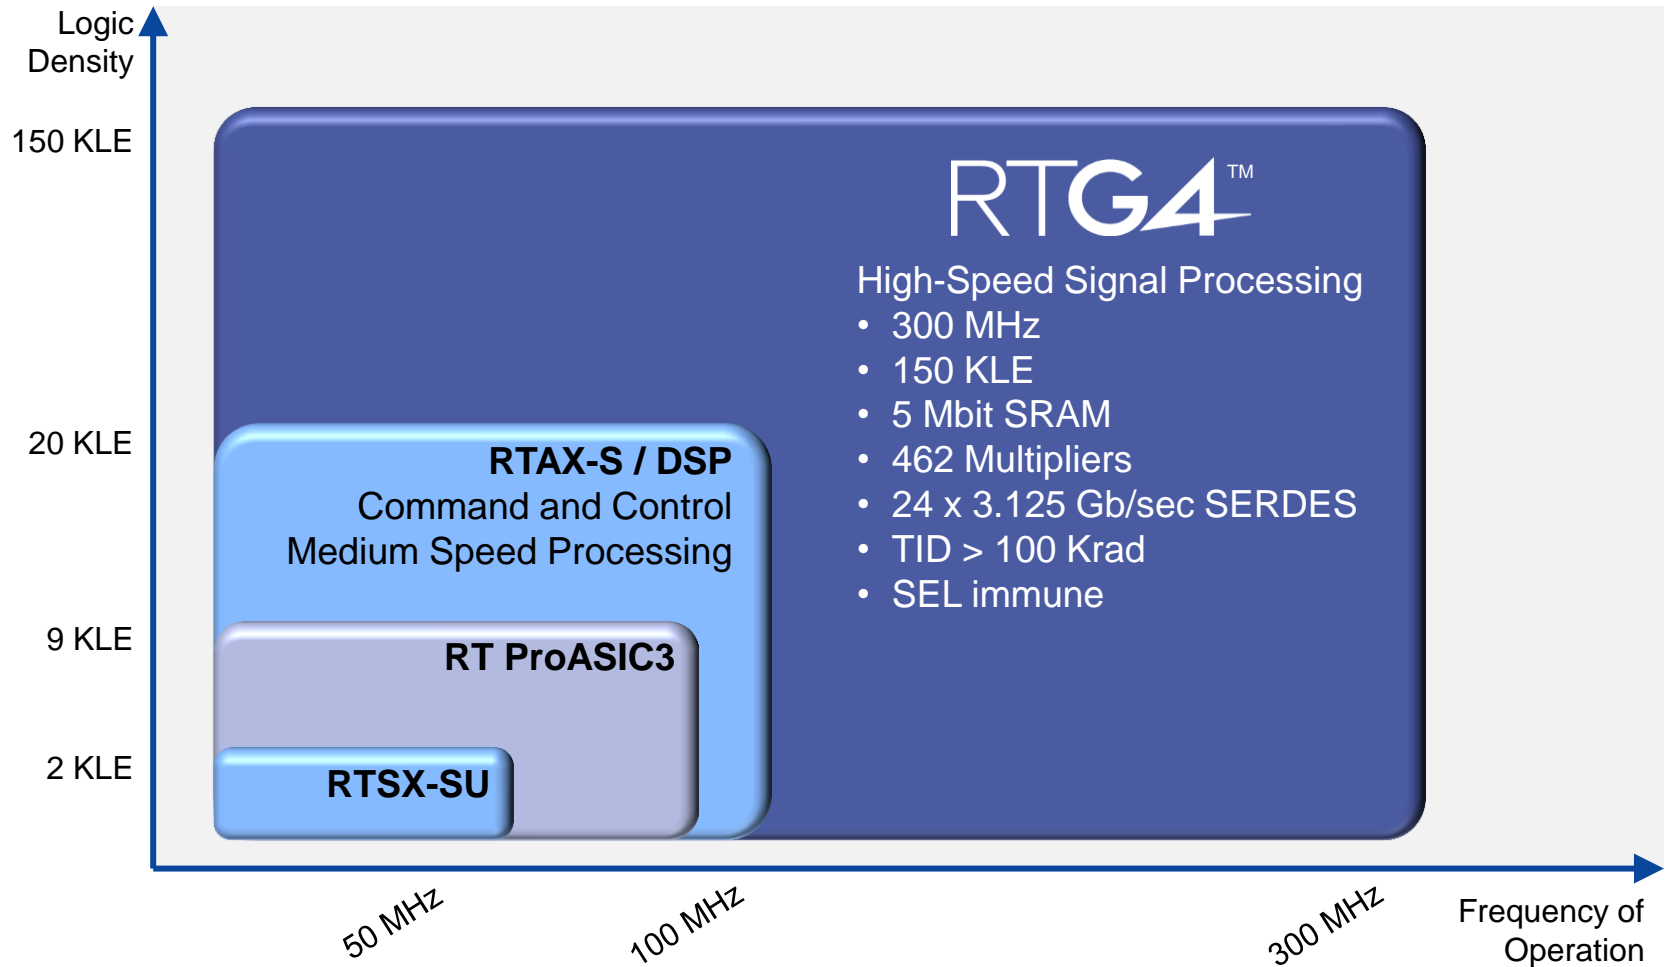 Logic
Density
150 KLE
20 KLE
9 KLE
2 KLE
RTG4™
High-Speed Signal Processing
• 300 MHz
• 150 KLE
• 5 Mbit SRAM
• 462 Multipliers
• 24 x 3.125 Gb/sec SERDES
• TID > 100 Krad
• SEL immune
RTAX-S / DSP
Command and Control
Medium Speed Processing
RT ProASIC3
RTSX-SU
50 MHz
100 MHz
300 MHz
Frequency of
Operation